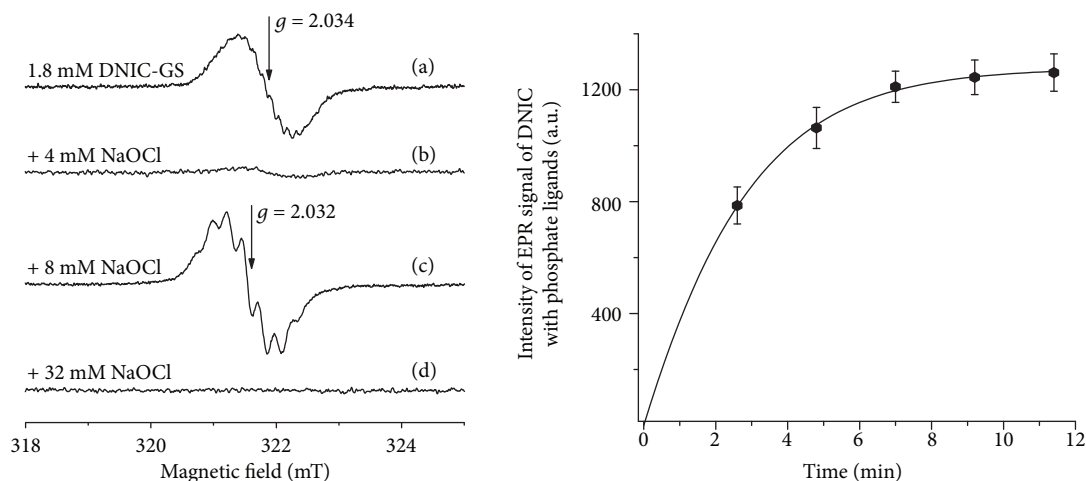 g = 2.034
1.8 mM DNIC-GS
(a)
+ 4 mM NaOCl
(b)
g = 2.032
+ 8 mM NaOCl
(c)
+ 32 mM NaOCl
(d)
318
320
322
324
Magnetic field (mT)
Intensity of EPR signal of DNIC
with phosphate ligands (a.u.)
1200
800
400
0
2
4
6
8
10
12
Time (min)